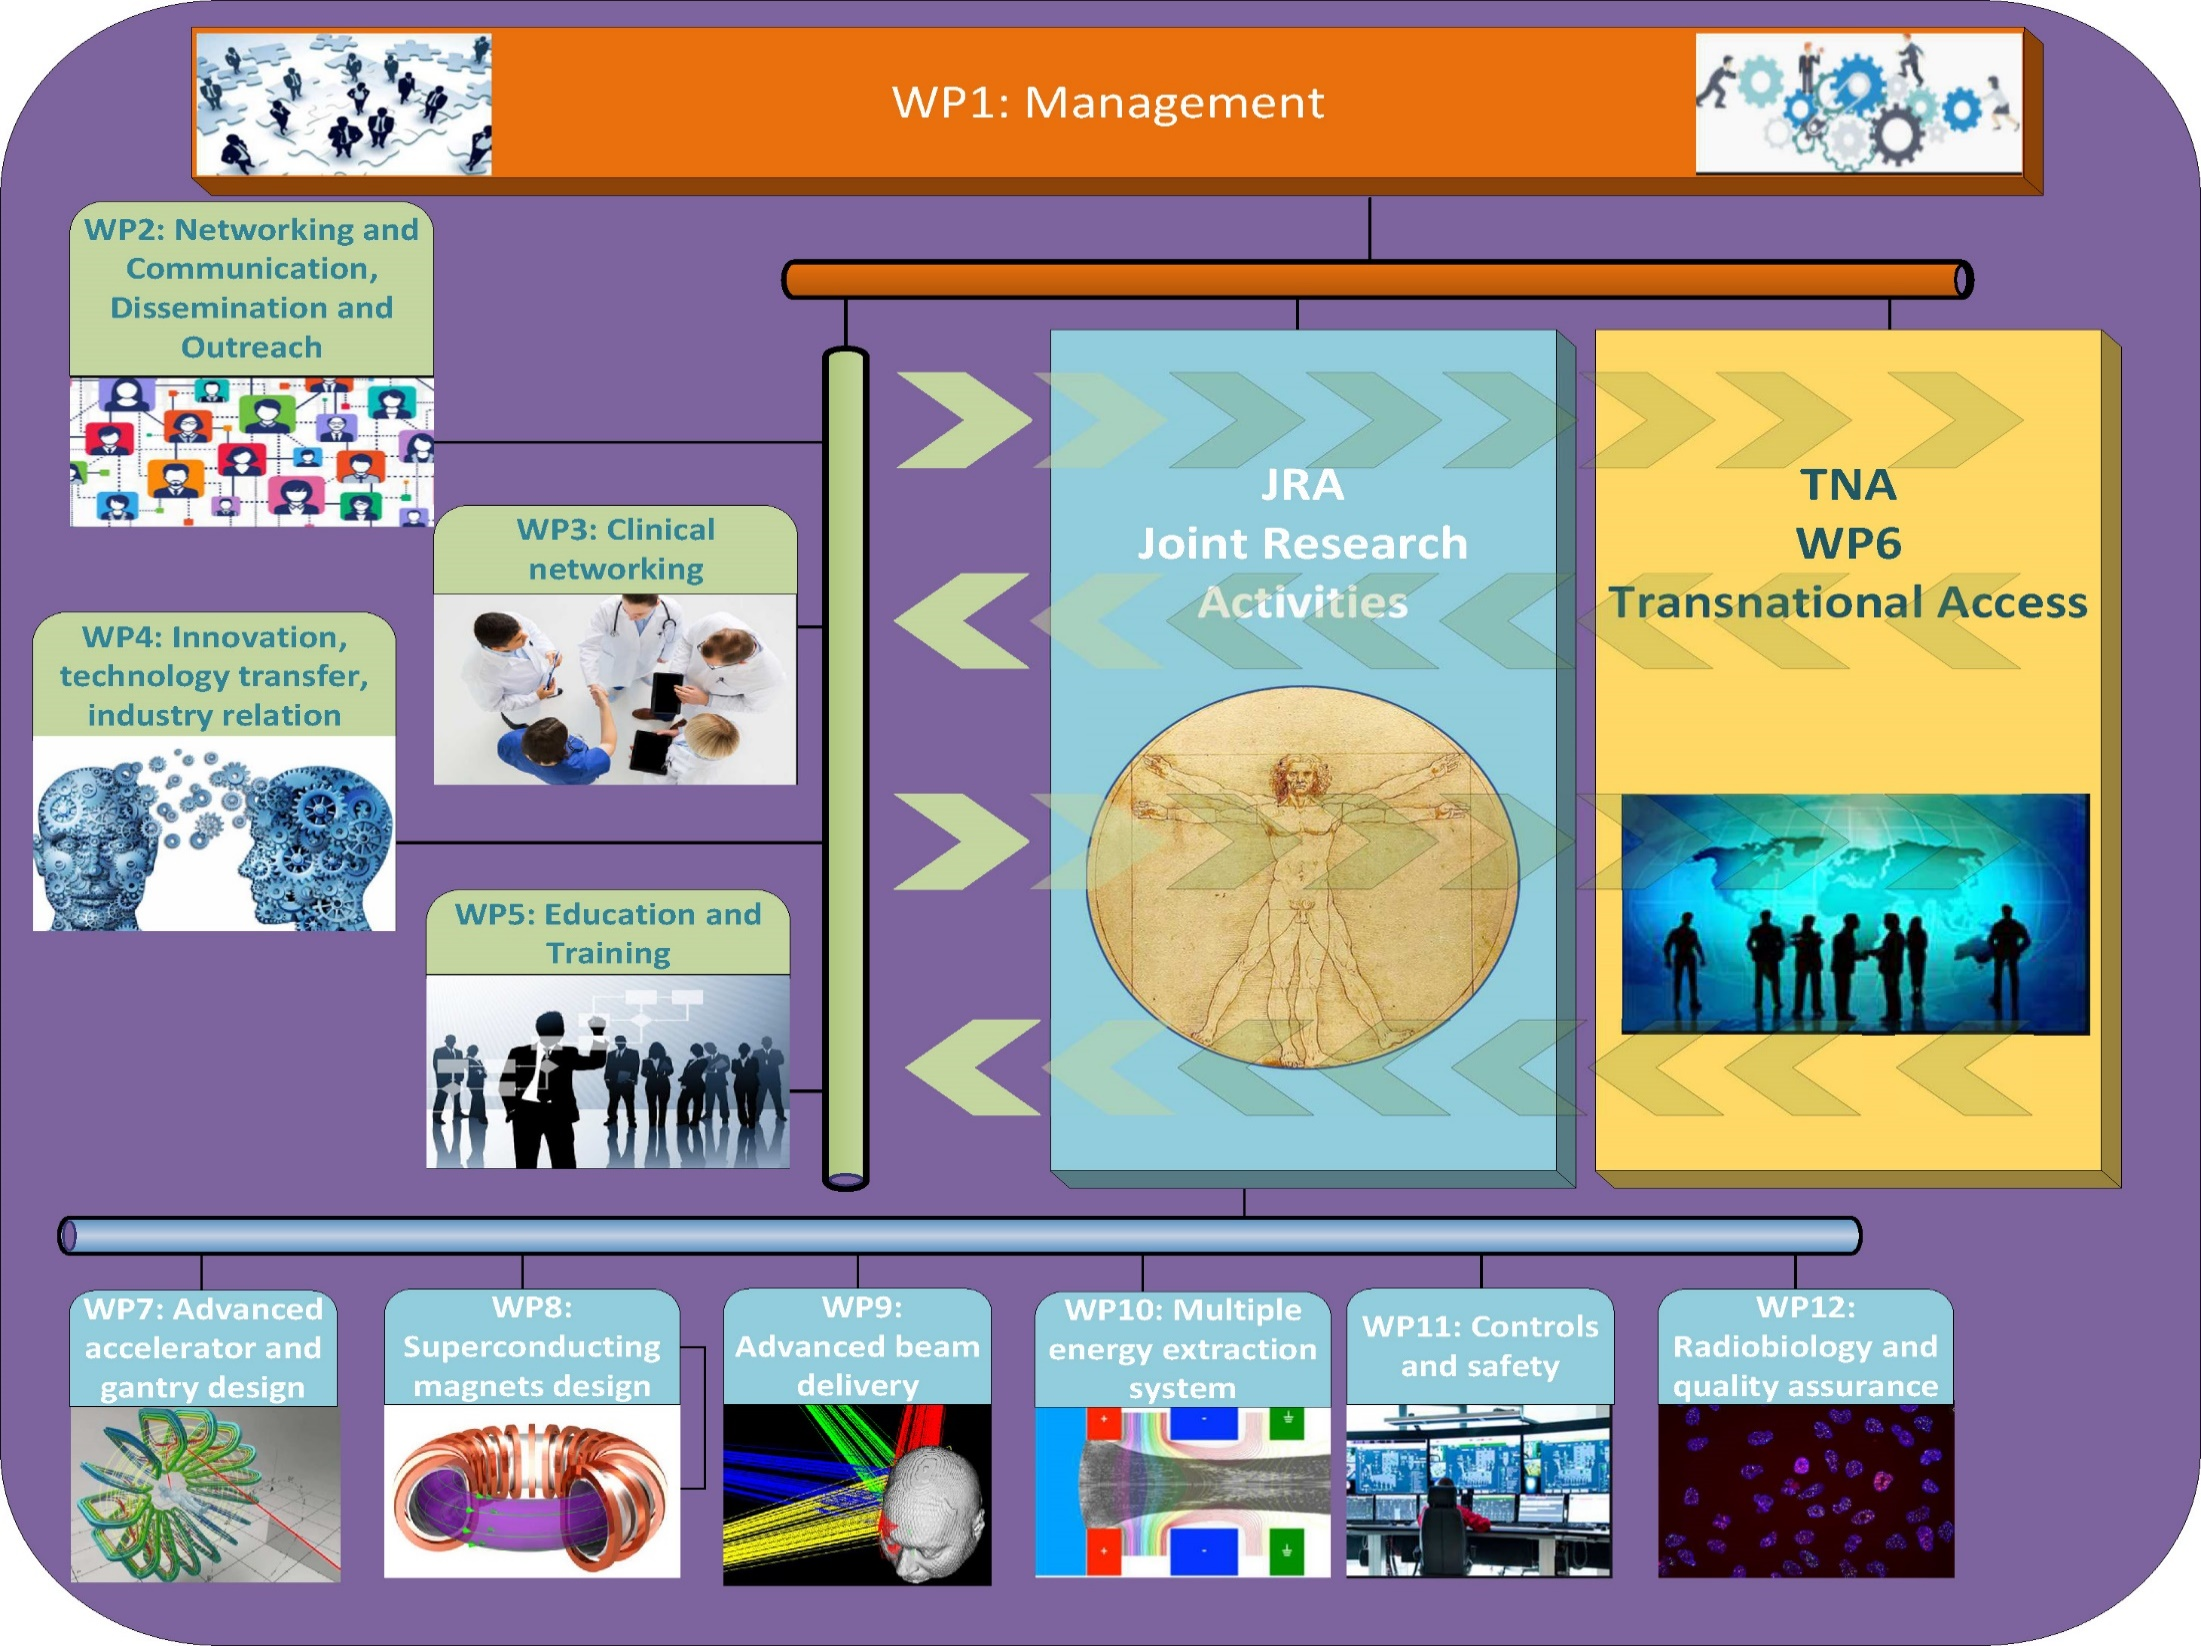 WP1: Management
WP2: Networking and
Communication,
Dissemination and
Outreach
WP3: Clinical
networking
WP4: Innovation,
technology transfer,
industry relation
WP5: Education and
Training
JRA
Joint Research
Activities
TNA
WP6
Transnational Access
WP7: Advanced
accelerator and
gantry design
WP8:
Superconducting
magnets design
WP9:
Advanced beam
delivery
WP10: Multiple
energy extraction
system
WP11: Controls
and safety
WP12:
Radiobiology and
quality assurance